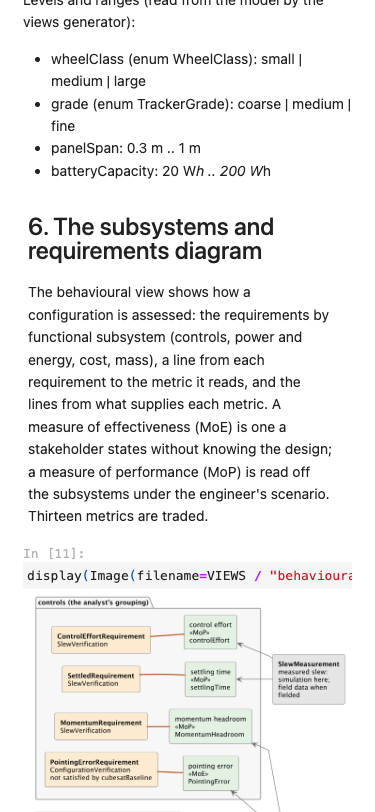 Levels and ranges (read from the model by the
views generator):
wheelClass (enum WheelClass): small |
medium | large
grade (enum TrackerGrade): coarse | medium |
fine
panelSpan: 0.3 m .. 1 m
batteryCapacity: 20 Wh .. 200 Wh
6. The subsystems and
requirements diagram
The behavioural view shows how a
configuration is assessed: the requirements by
functional subsystem (controls, power and
energy, cost, mass), a line from each
requirement to the metric it reads, and the
lines from what supplies each metric. A
measure of effectiveness (MoE) is one a
stakeholder states without knowing the design;
a measure of performance (MoP) is read off
the subsystems under the engineer's scenario.
Thirteen metrics are traded.
In [11]:
display(Image(filename=VIEWS / "behavioura
controls (the analyst's grouping)
ControlEffortRequirement
SlewVerification
control effort
«MoP»
controlEffort
SettledRequirement
SlewVerification
settling time
«MoP»
settlingTime
SlewMeasurement
measured slew:
simulation here;
field data when
fielded
MomentumRequirement
SlewVerification
momentum headroom
«MoP»
MomentumHeadroom
PointingErrorRequirement
ConfigurationVerification
not satisfied by cubesatBaseline
pointing error
«MoE»
PointingError